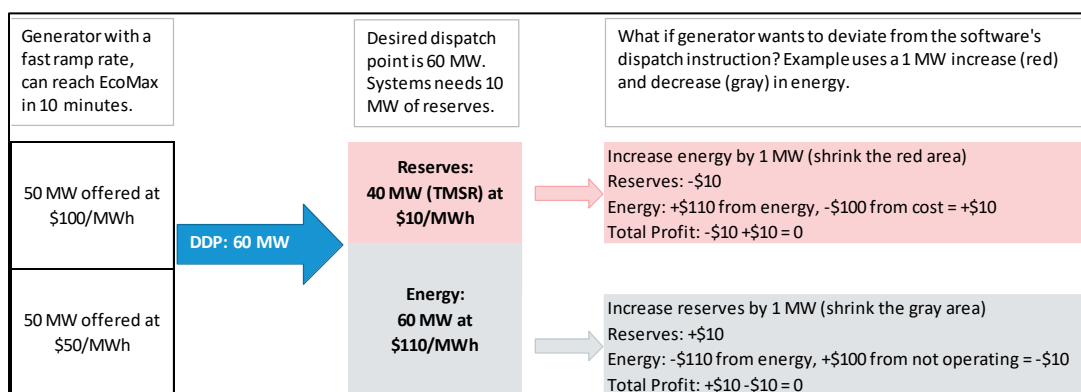 Generator with a
fast ramp rate,
can reach EcoMax
in 10 minutes.
Desired dispatch
point is 60 MW.
Systems needs 10
MW of reserves.
What if generator wants to deviate from the software's
dispatch instruction? Example uses a 1 MW increase (red)
and decrease (gray) in energy.
50 MW offered at
$100/MWh
50 MW offered at
$50/MWh
DDP: 60 MW
Reserves:
40 MW (TMSR) at
$10/MWh
Energy:
60 MW at
$110/MWh
Increase energy by 1 MW (shrink the red area)
Reserves: -$10
Energy: +$110 from energy, -$100 from cost = +$10
Total Profit: -$10 +$10 = 0
Increase reserves by 1 MW (shrink the gray area)
Reserves: +$10
Energy: -$110 from energy, +$100 from not operating = -$10
Total Profit: +$10 -$10 = 0